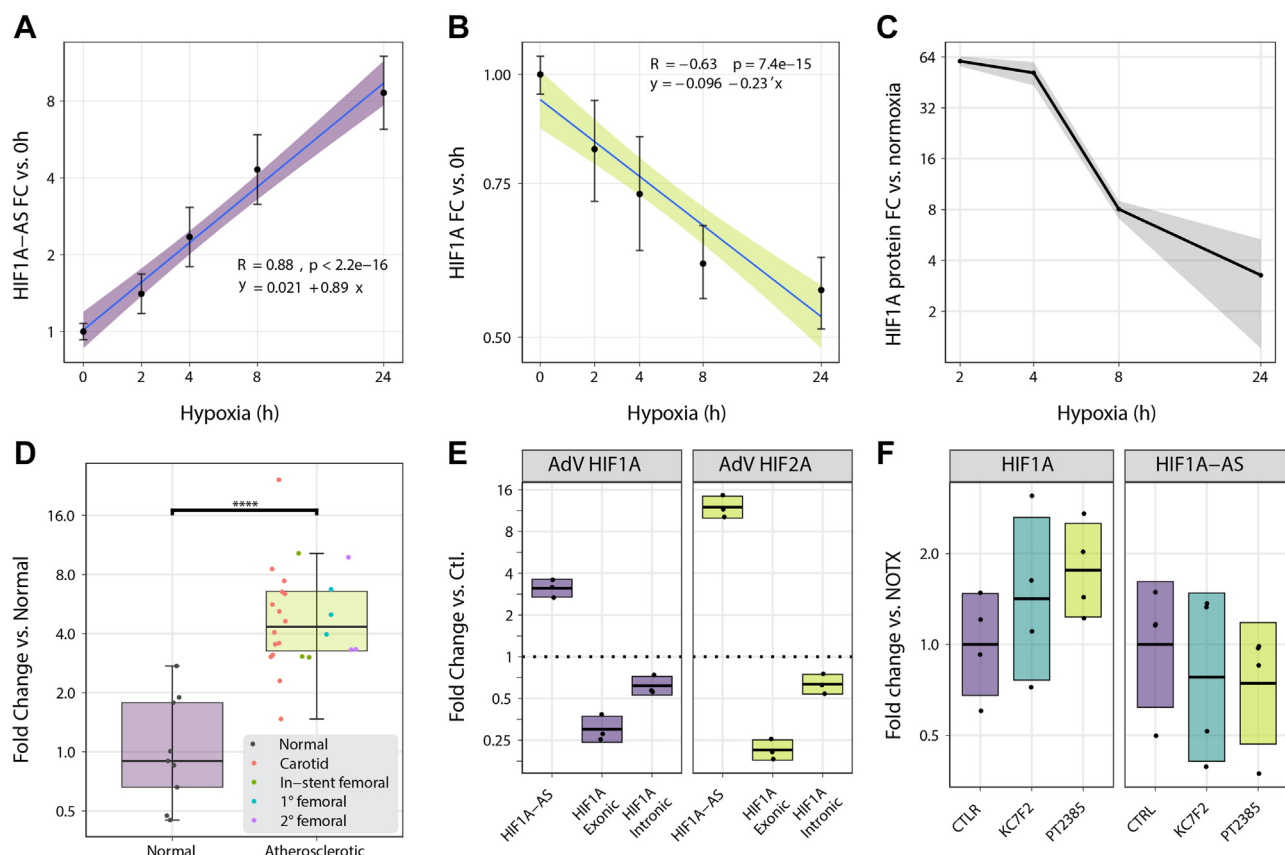 A
HIF1A−AS FC vs. 0h
8
4
2
1
R = 0.88 , p < 2.2e−16
y = 0.021 +0.89 x
0 2 4 8 24
Hypoxia (h)
B
HIF1A FC vs. 0h
1.00
0.75
0.50
R = −0.63 p = 7.4e−15
y = −0.096 −0.23′x
0 2 4 8 24
Hypoxia (h)
C
HIF1A protein FC vs. normoxia
64
32
16
8
4
2
2 4 8 24
Hypoxia (h)
D
Fold Change vs. Normal
16.0
8.0
4.0
2.0
1.0
0.5
****
Normal
Carotid
In-stent femoral
1° femoral
2° femoral
Normal Atherosclerotic
E
AdV HIF1A AdV HIF2A
Fold Change vs. Ctl.
16
8
4
2
1
0.5
0.25
HIF1A−AS
HIF1A
Exonic
HIF1A
Intronic
HIF1A−AS
HIF1A
Exonic
HIF1A
Intronic
F
HIF1A HIF1A−AS
Fold change vs. NOTX
2.0
1.0
0.5
CTLR KC7F2 PT2385 CTRL KC7F2 PT2385